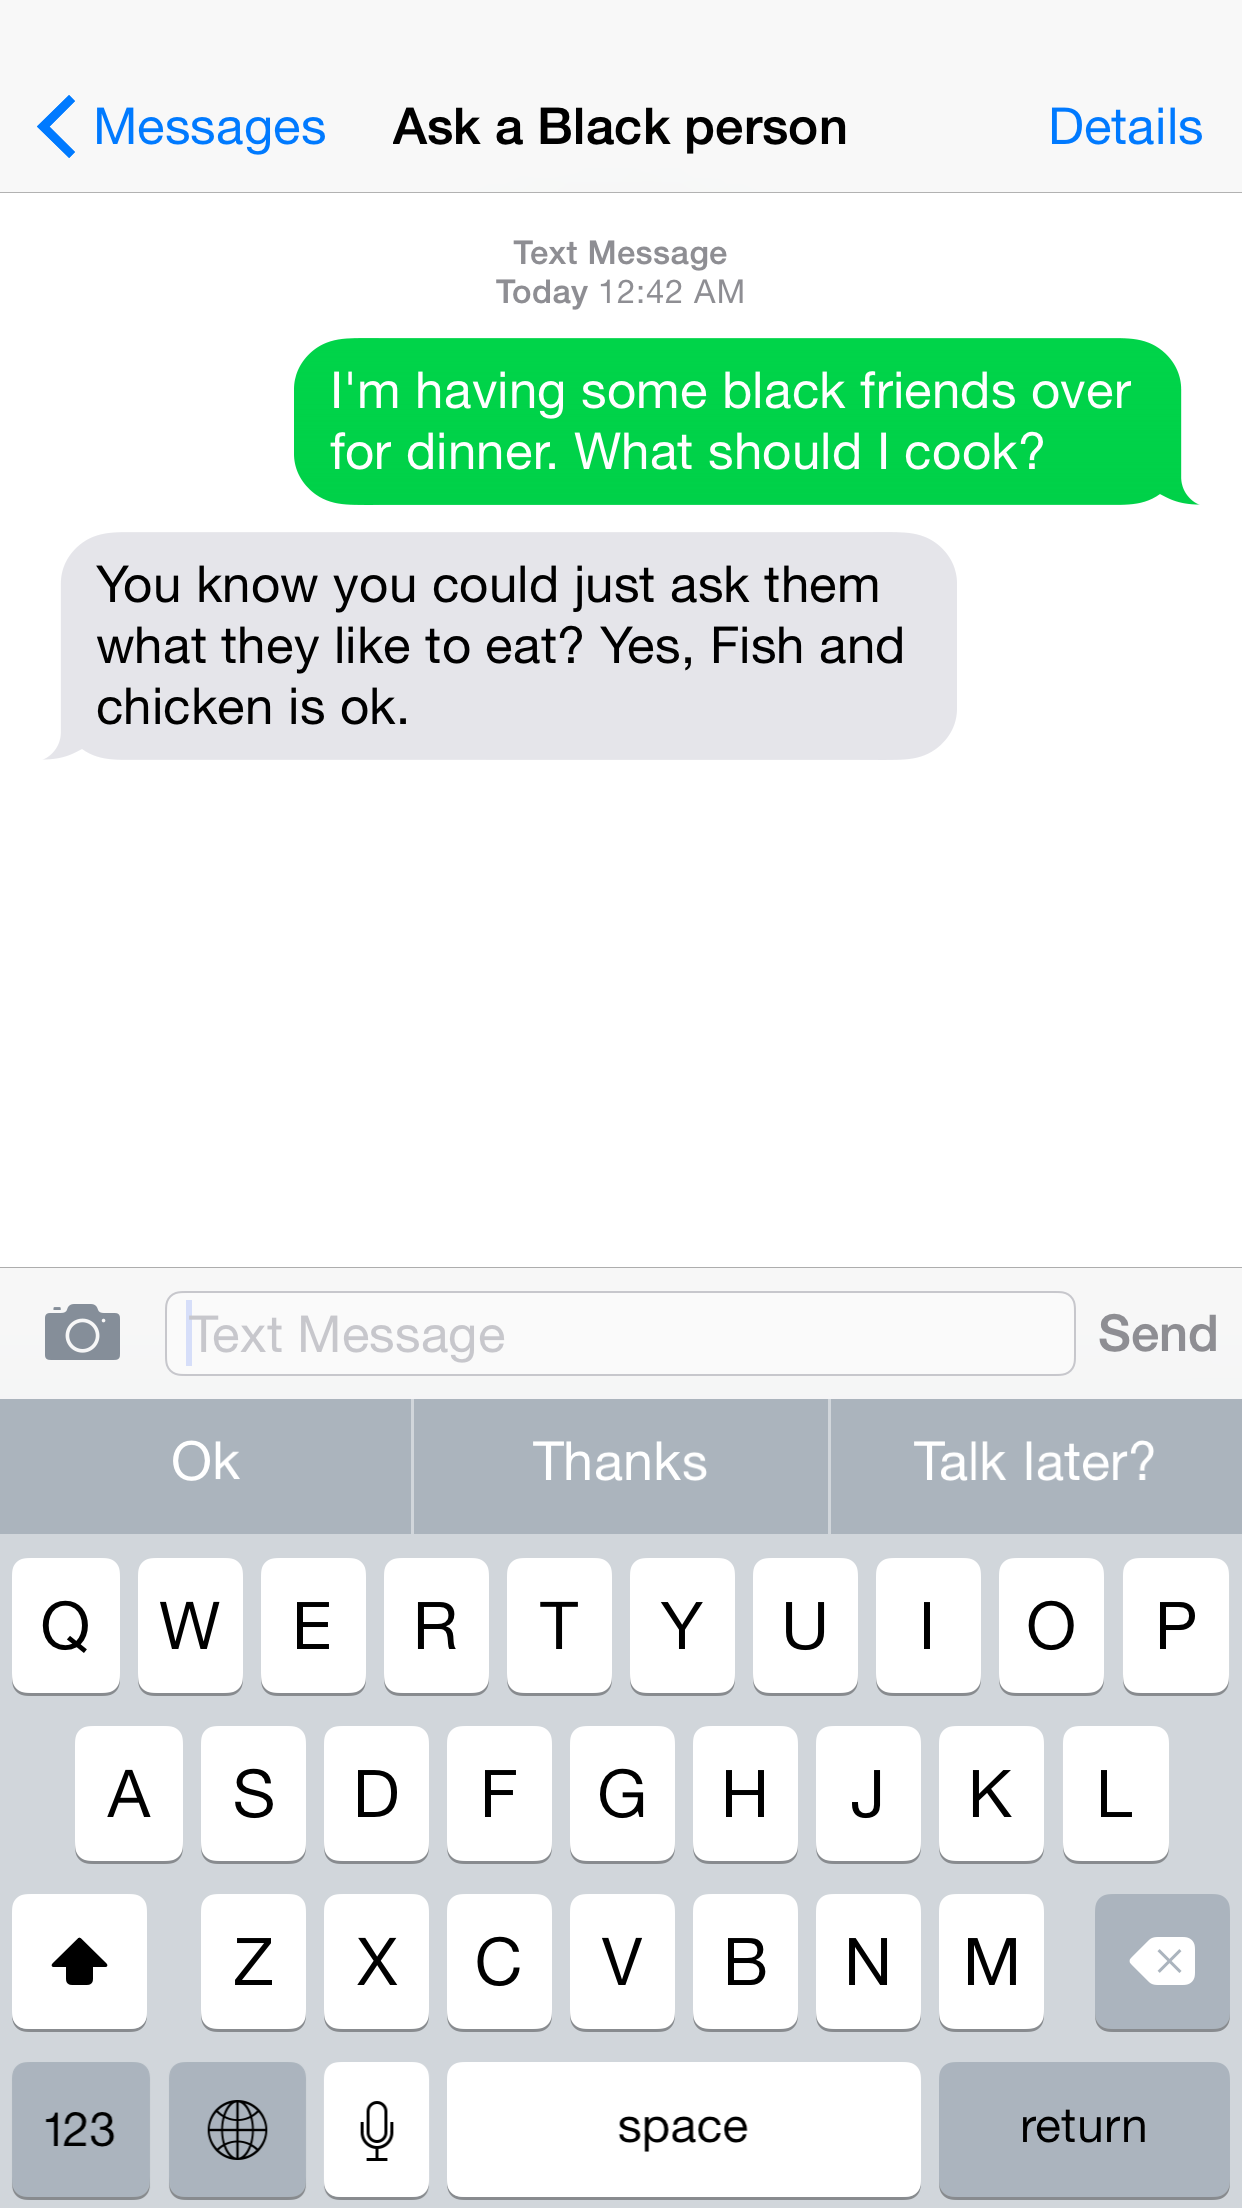 Messages Ask a Black person Details
Text Message
Today 12:42 AM
I'm having some black friends over
for dinner. What should I cook?
You know you could just ask them
what they like to eat? Yes, Fish and
chicken is ok.
Text Message Send
Ok Thanks Talk later?
Q W E R T Y U I O P
A S D F G H J K L
Z X C V B N M
123 space return